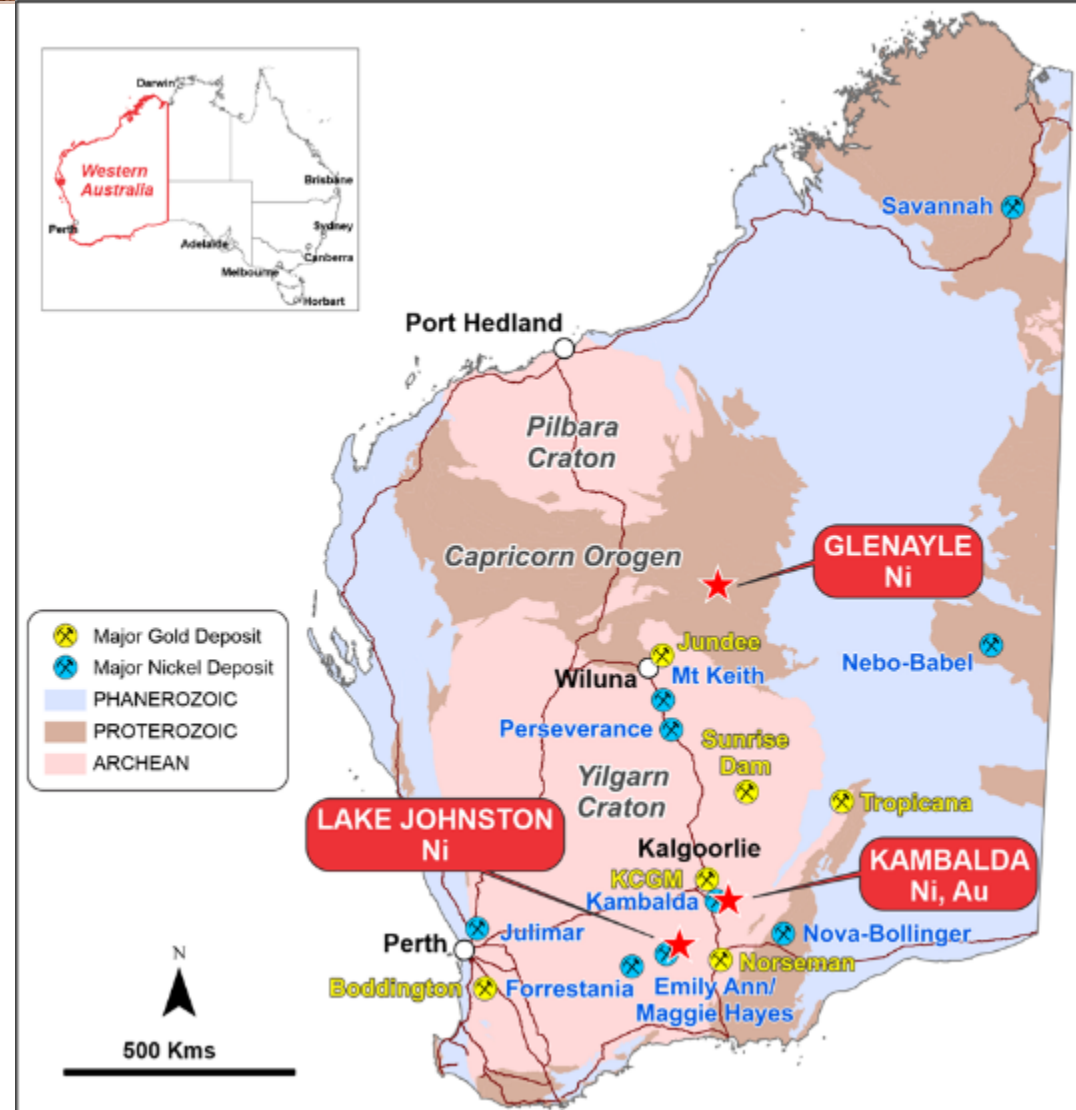 Darwin
Western
Australia
Brisbane
Perth
Sydney
Adelaide
Canberra
Melbourne
Horbart
Savannah
Port Hedland
Pilbara
Craton
GLENAYLE
Ni
Capricorn Orogen
Major Gold Deposit
Major Nickel Deposit
PHANEROZOIC
PROTEROZOIC
ARCHEAN
Jundee
Wiluna
Mt Keith
Nebo-Babel
Perseverance
Sunrise
Dam
Yilgarn
Craton
Tropicana
LAKE JOHNSTON
Ni
Kalgoorlie
KCGM
Kambalda
KAMBALDA
Ni, Au
Julimar
Perth
Nova-Bollinger
Norseman
Boddington
Forrestania
Emily Ann/
Maggie Hayes
N
500 Kms